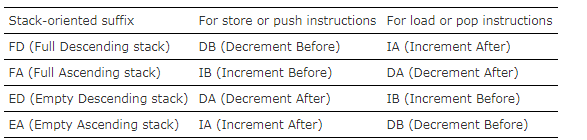 Stack-oriented suffix For store or push instructions For load or pop instructions
FD (Full Descending stack) DB (Decrement Before) IA (Increment After)
FA (Full Ascending stack) IB (Increment Before) DA (Decrement After)
ED (Empty Descending stack) DA (Decrement After) IB (Increment Before)
EA (Empty Ascending stack) IA (Increment After) DB (Decrement Before)